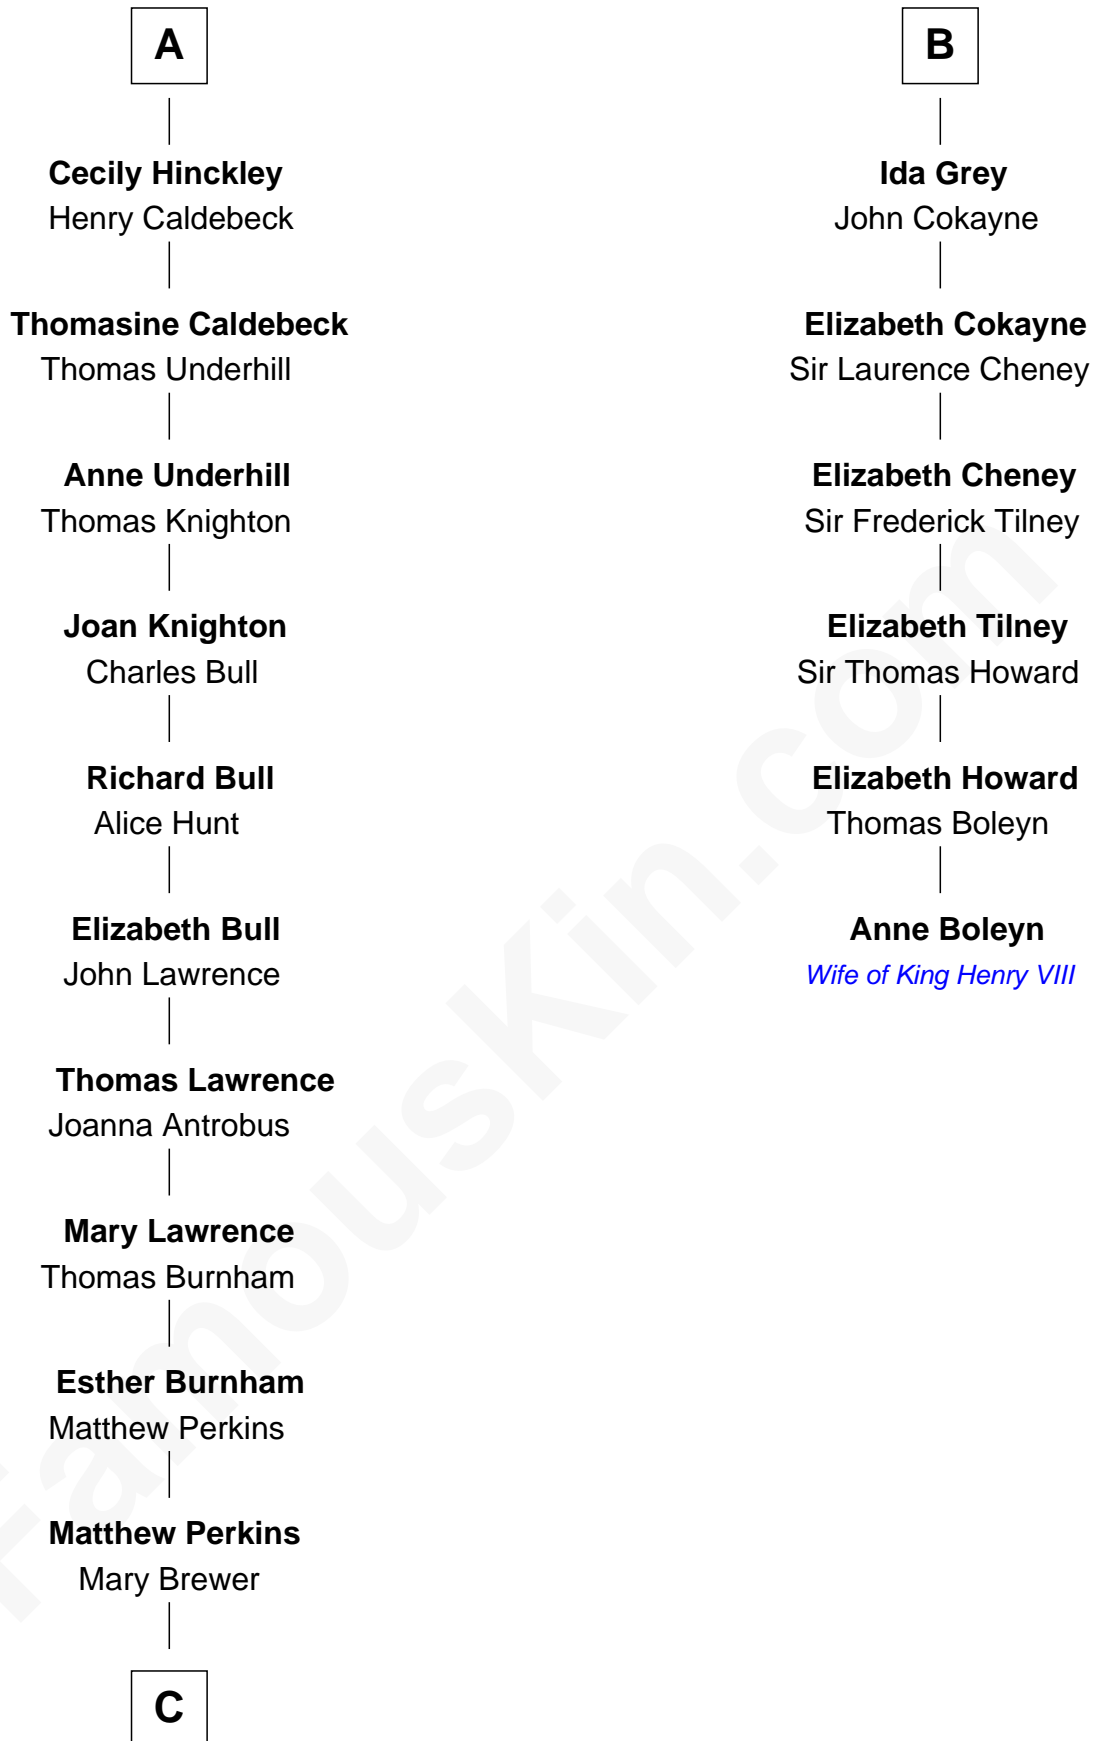 A
Cecily Hinckley
Henry Caldebeck
Thomasine Caldebeck
Thomas Underhill
Anne Underhill
Thomas Knighton
Joan Knighton
Charles Bull
Richard Bull
Alice Hunt
Elizabeth Bull
John Lawrence
Thomas Lawrence
Joanna Antrobus
Mary Lawrence
Thomas Burnham
Esther Burnham
Matthew Perkins
Matthew Perkins
Mary Brewer
C
B
Ida Grey
John Cokayne
Elizabeth Cokayne
Sir Laurence Cheney
Elizabeth Cheney
Sir Frederick Tilney
Elizabeth Tilney
Sir Thomas Howard
Elizabeth Howard
Thomas Boleyn
Anne Boleyn
Wife of King Henry VIII
FamousKin.com